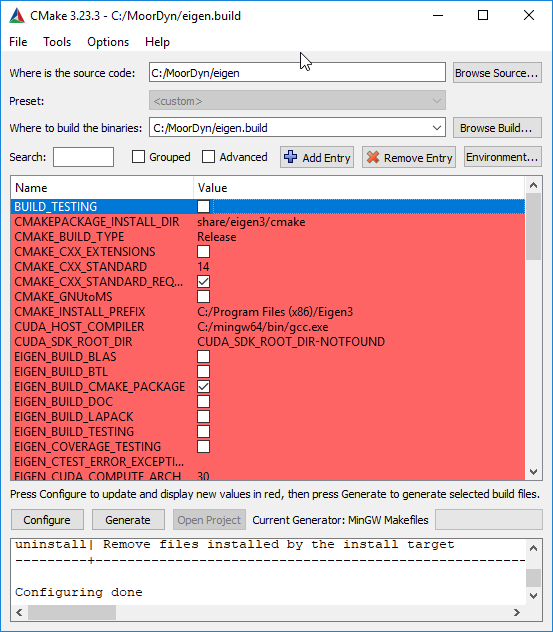 CMake 3.23.3 - C:/MoorDyn/eigen.build
File Tools Options Help
Where is the source code: C:/MoorDyn/eigen Browse Source...
Preset: <custom>
Where to build the binaries: C:/MoorDyn/eigen.build Browse Build...
Search: Grouped Advanced Add Entry Remove Entry Environment...
Name Value
BUILD_TESTING
CMAKEPACKAGE_INSTALL_DIR share/eigen3/cmake
CMAKE_BUILD_TYPE Release
CMAKE_CXX_EXTENSIONS
CMAKE_CXX_STANDARD 14
CMAKE_CXX_STANDARD_REQ...
CMAKE_GNUtoMS
CMAKE_INSTALL_PREFIX C:/Program Files (x86)/Eigen3
CUDA_HOST_COMPILER C:/mingw64/bin/gcc.exe
CUDA_SDK_ROOT_DIR CUDA_SDK_ROOT_DIR-NOTFOUND
EIGEN_BUILD_BLAS
EIGEN_BUILD_BTL
EIGEN_BUILD_CMAKE_PACKAGE
EIGEN_BUILD_DOC
EIGEN_BUILD_LAPACK
EIGEN_BUILD_TESTING
EIGEN_COVERAGE_TESTING
EIGEN_CTEST_ERROR_EXCEPTI...
EIGEN_CUDA_COMPUTE_ARCH 30
Press Configure to update and display new values in red, then press Generate to generate selected build files.
Configure Generate Open Project Current Generator: MinGW Makefiles
uninstall| Remove files installed by the install target
---------+--------------------------------------------------------
Configuring done